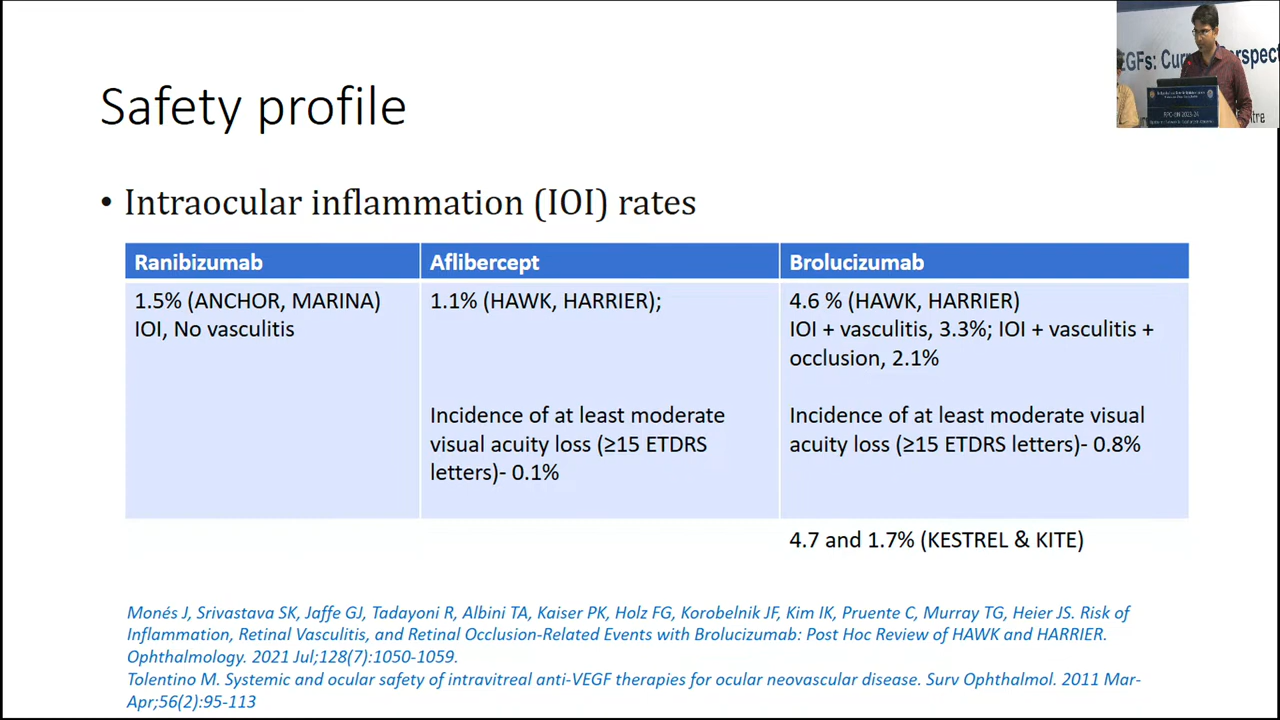 Safety profile
EGFs: Cur
rspect
• Intraocular inflammation (IOI) rates
Ranibizumab
1.5% (ANCHOR, MARINA)
IOI, No vasculitis
Aflibercept
1.1% (HAWK, HARRIER);
Incidence of at least moderate
visual acuity loss (≥15 ETDRS
letters)- 0.1%
Brolucizumab
4.6 % (HAWK, HARRIER)
IOI + vasculitis, 3.3%; IOI + vasculitis +
occlusion, 2.1%
Incidence of at least moderate visual
acuity loss (≥15 ETDRS letters)- 0.8%
4.7 and 1.7% (KESTREL & KITE)
Monés J, Srivastava SK, Jaffe GJ, Tadayoni R, Albini TA, Kaiser PK, Holz FG, Korobelnik JF, Kim IK, Pruente C, Murray TG, Heier JS. Risk of
Inflammation, Retinal Vasculitis, and Retinal Occlusion-Related Events with Brolucizumab: Post Hoc Review of HAWK and HARRIER.
Ophthalmology. 2021 Jul;128(7):1050-1059.
Tolentino M. Systemic and ocular safety of intravitreal anti-VEGF therapies for ocular neovascular disease. Surv Ophthalmol. 2011 Mar-
Apr;56(2):95-113